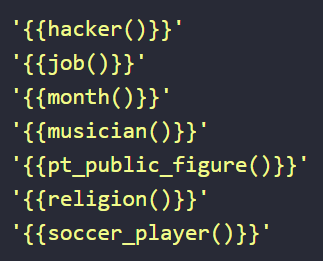 '{{hacker()}}'
'{{job()}}'
'{{month()}}'
'{{musician()}}'
'{{pt_public_figure()}}'
'{{religion()}}'
'{{soccer_player()}}'